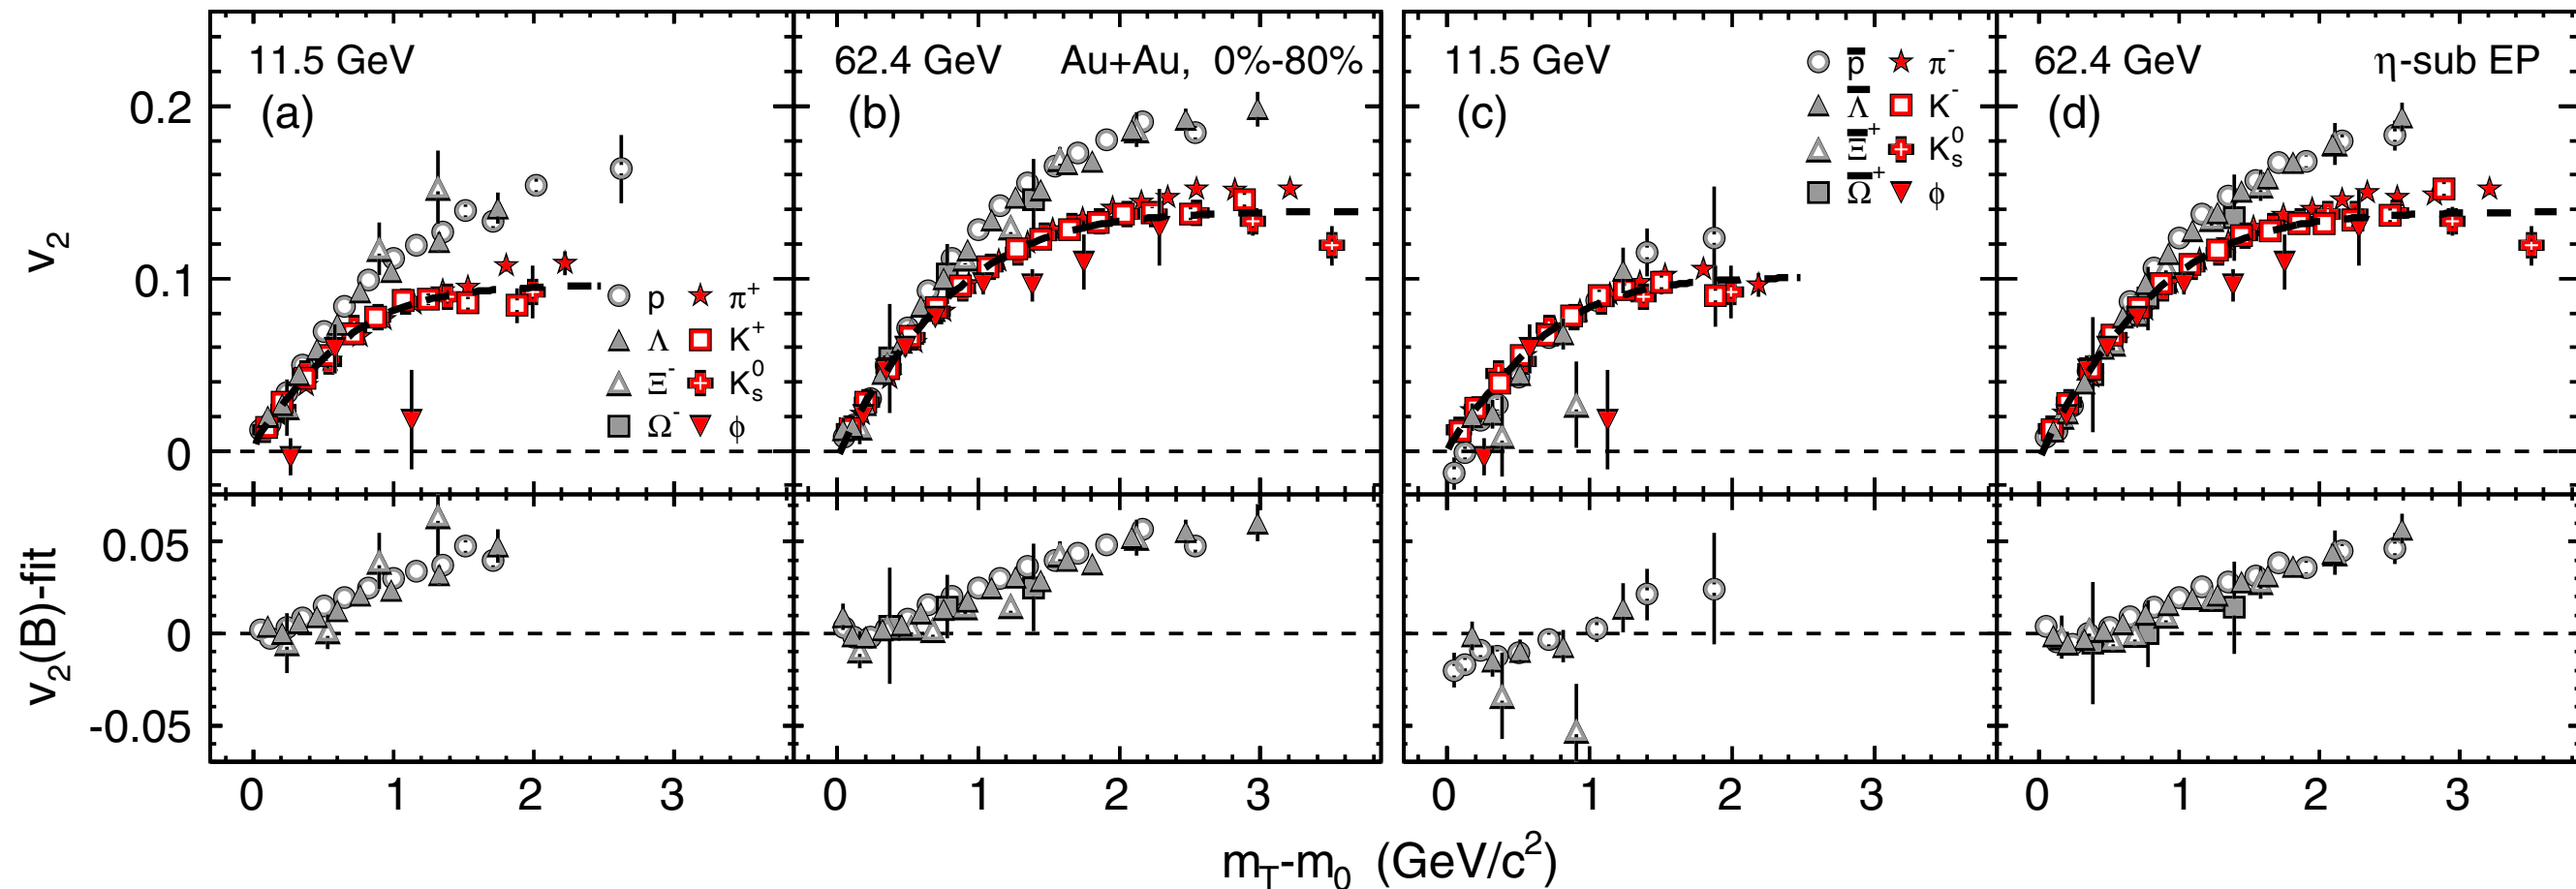 11.5 GeV
(a)
62.4 GeV Au+Au, 0%-80%
(b)
11.5 GeV
(c)
62.4 GeV η-sub EP
(d)
v₂
0.2
0.1
0
p π⁺
Λ K⁺
Ξ⁻ K⁰ₛ
Ω⁻ ϕ
p̅ π⁻
Λ̅ K⁻
Ξ̅⁺ K⁰ₛ
Ω̅⁺ ϕ
v₂(B)-fit
0.05
0
-0.05
0 1 2 3 0 1 2 3 0 1 2 3 0 1 2 3
m_T-m₀ (GeV/c²)